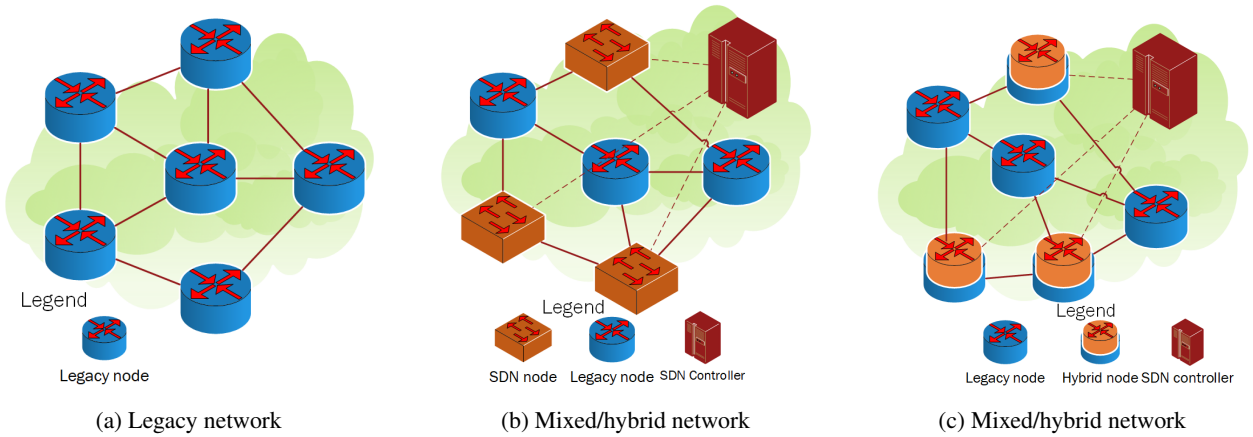 Legend
Legacy node
(a) Legacy network
Legend
SDN node
Legacy node
SDN Controller
(b) Mixed/hybrid network
Legend
Legacy node
Hybrid node
SDN controller
(c) Mixed/hybrid network